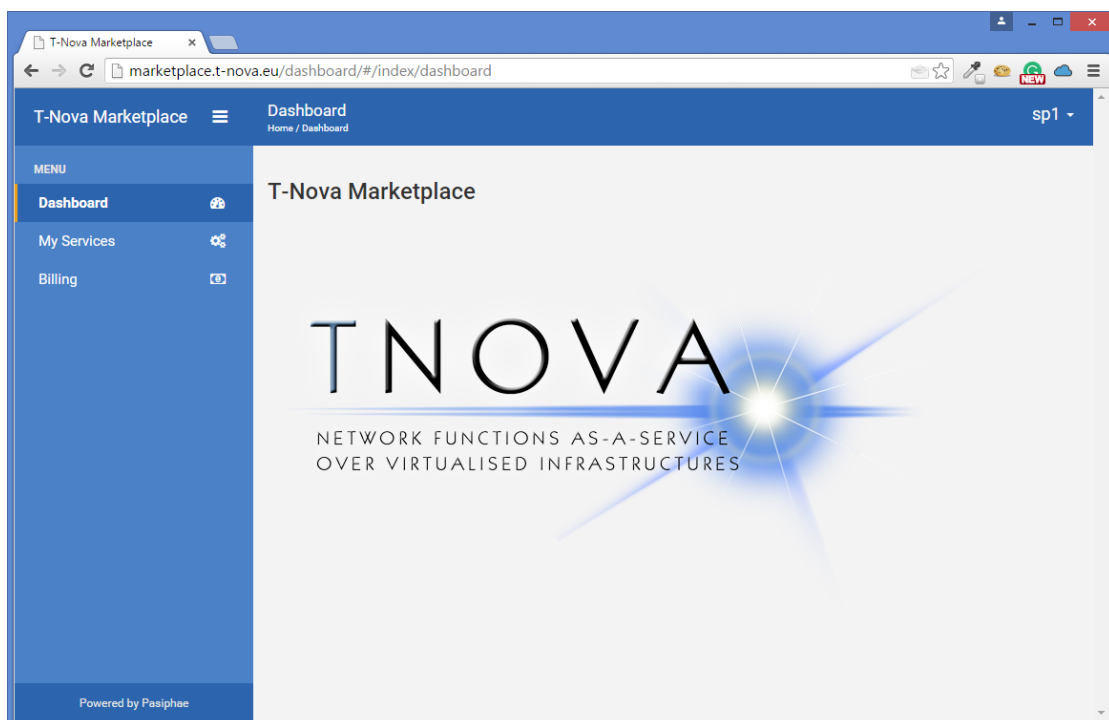 T-Nova Marketplace
marketplace.t-nova.eu/dashboard/#/index/dashboard
NEW
T-Nova Marketplace
Dashboard
Home / Dashboard
sp1
MENU
Dashboard
My Services
Billing
T-Nova Marketplace
TNOVA
NETWORK FUNCTIONS AS-A-SERVICE
OVER VIRTUALISED INFRASTRUCTURES
Powered by Pasiphae